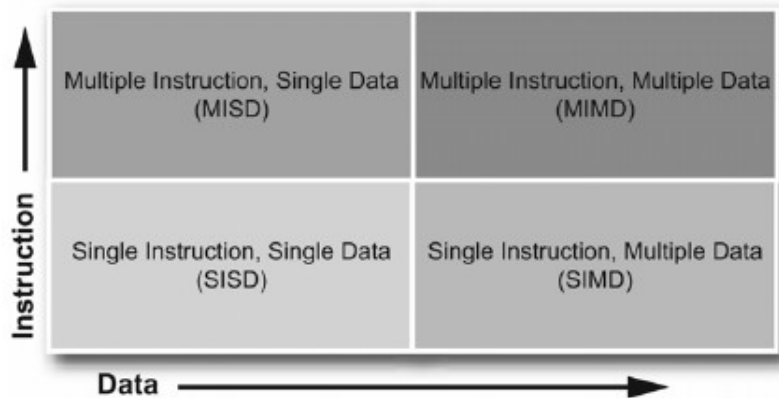 Multiple Instruction, Single Data
(MISD)
Multiple Instruction, Multiple Data
(MIMD)
Single Instruction, Single Data
(SISD)
Single Instruction, Multiple Data
(SIMD)
Instruction
Data